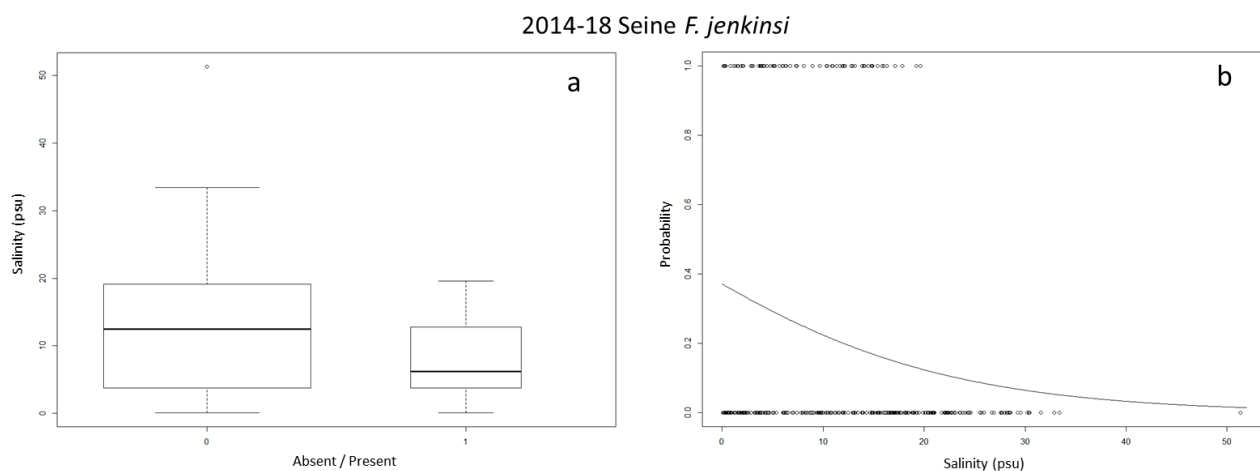 2014-18 Seine F. jenkinsi
a
Salinity (psu)
50
40
30
20
10
0
0
1
Absent / Present
b
Probability
1.0
0.8
0.6
0.4
0.2
0.0
0
10
20
30
40
50
Salinity (psu)